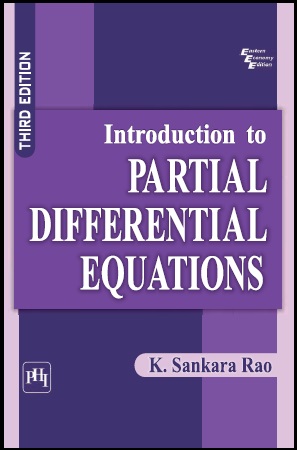 Eastern
Economy
Edition
THIRD EDITION
Introduction to
PARTIAL
DIFFERENTIAL
EQUATIONS
K. Sankara Rao
PHI